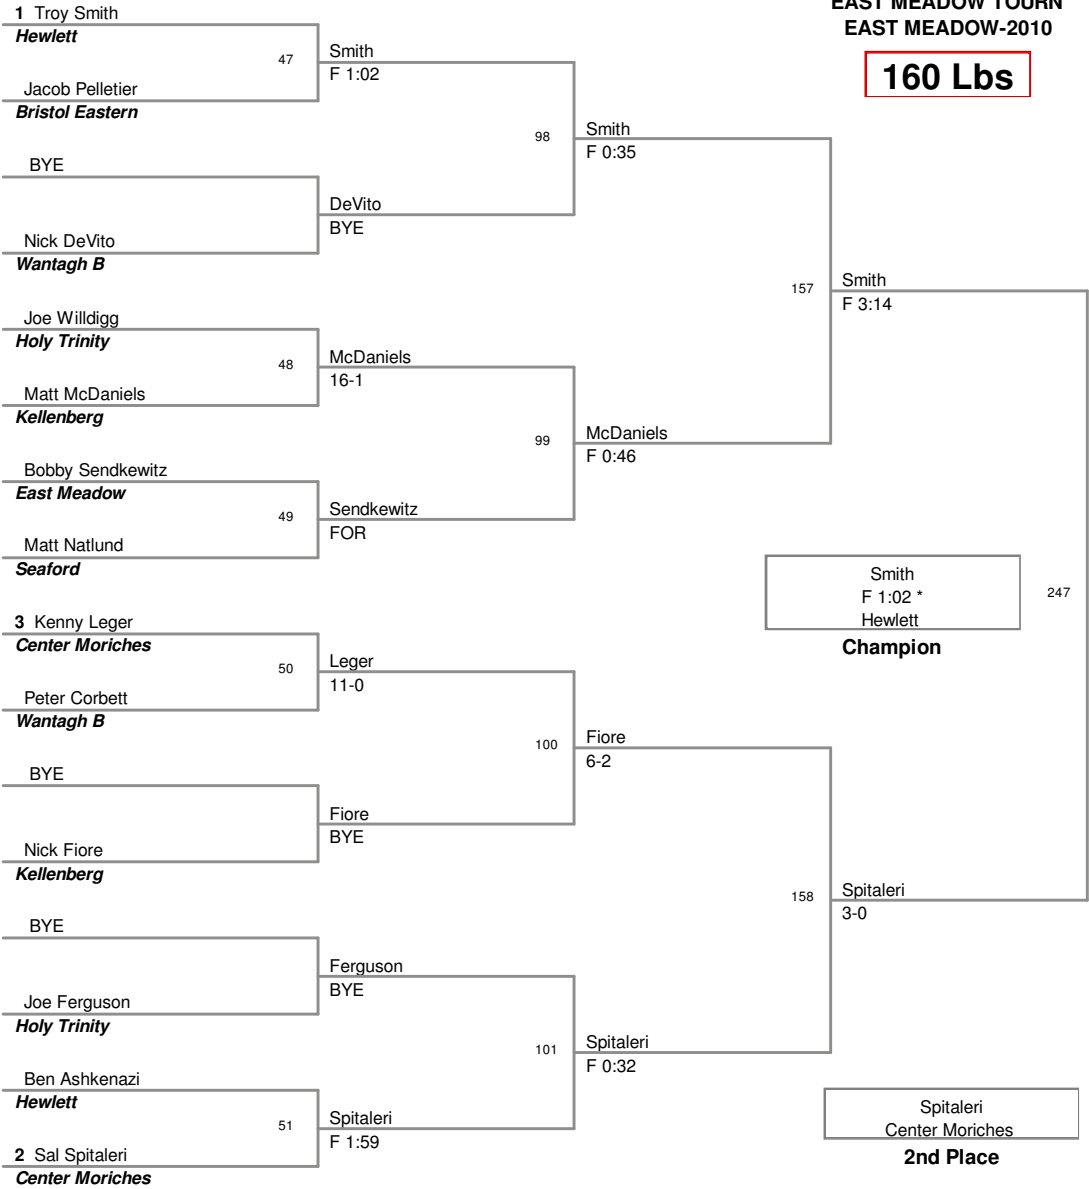 EAST MEADOW TOURN
EAST MEADOW-2010
160 Lbs
1 Troy Smith
Hewlett
47
Smith
F 1:02
Jacob Pelletier
Bristol Eastern
98
Smith
F 0:35
BYE
DeVito
BYE
Nick DeVito
Wantagh B
157
Smith
F 3:14
Joe Willdigg
Holy Trinity
48
McDaniels
16-1
Matt McDaniels
Kellenberg
99
McDaniels
F 0:46
Bobby Sendkewitz
East Meadow
49
Sendkewitz
FOR
Matt Natlund
Seaford
Smith
F 1:02 *
Hewlett
Champion
247
3 Kenny Leger
Center Moriches
50
Leger
11-0
Peter Corbett
Wantagh B
100
Fiore
6-2
BYE
Fiore
BYE
Nick Fiore
Kellenberg
158
Spitaleri
3-0
BYE
Ferguson
BYE
Joe Ferguson
Holy Trinity
101
Spitaleri
F 0:32
Ben Ashkenazi
Hewlett
51
Spitaleri
F 1:59
2 Sal Spitaleri
Center Moriches
Spitaleri
Center Moriches
2nd Place